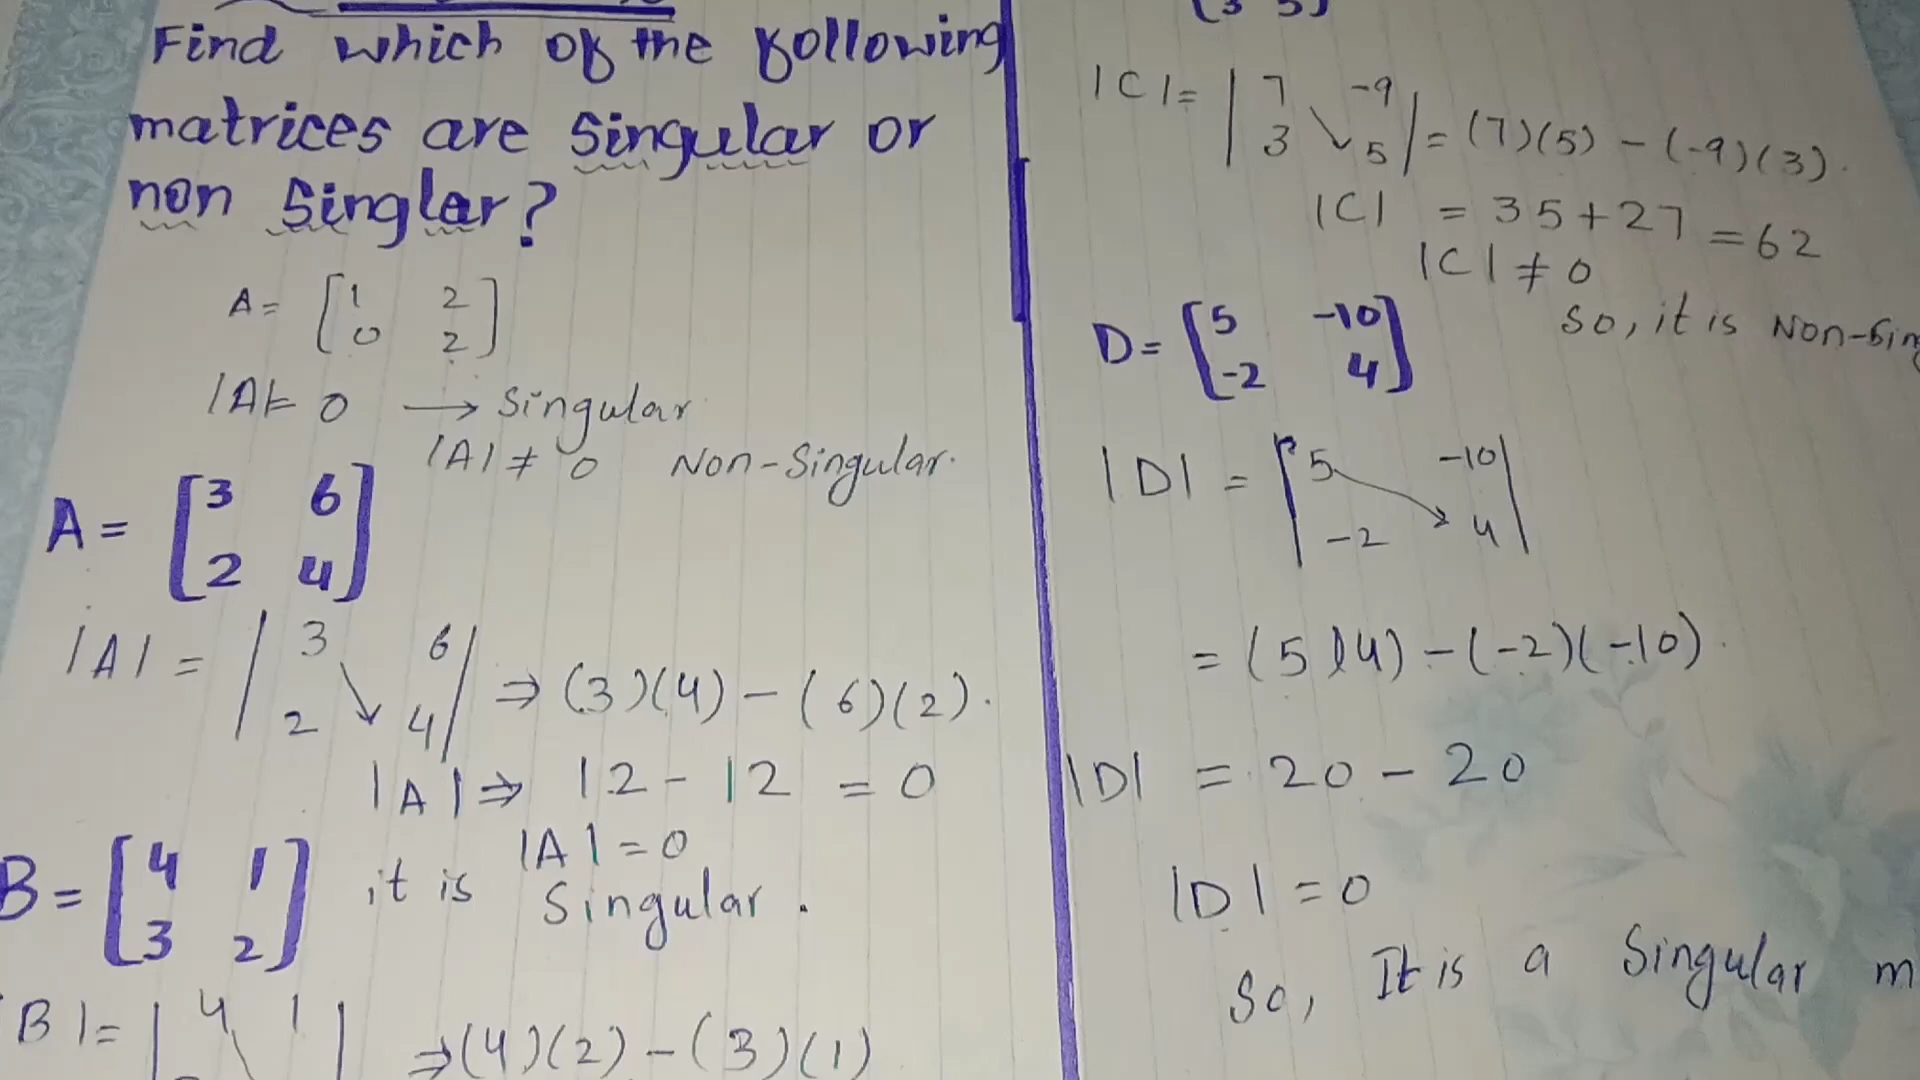 Find which of the following
matrices are Singular or
non Singlar?
A = [1 2
0 2]
|A| = 0 → Singular
|A| ≠ 0 Non-Singular.
A = [3 6
2 4]
|A| = |3 6
2 4| ⇒ (3)(4) - (6)(2).
|A| ⇒ 12 - 12 = 0
|A| = 0
it is Singular.
B = [4 1
3 2]
|B| = |4 1| ⇒ (4)(2) - (3)(1)
|C| = |7 -9
3 5| = (7)(5) - (-9)(3).
|C| = 35 + 27 = 62
|C| ≠ 0
So, it is Non-Sin
D = [5 -10
-2 4]
|D| = |5 -10
-2 4|
= (5)(4) - (-2)(-10).
|D| = 20 - 20
|D| = 0
So, It is a Singular m